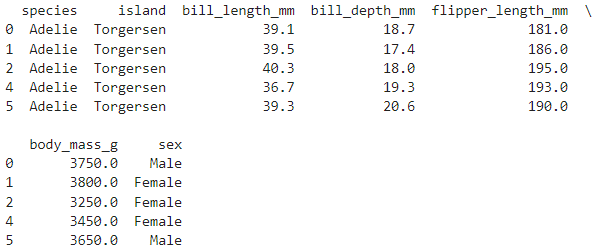 species island bill_length_mm bill_depth_mm flipper_length_mm \
0 Adelie Torgersen 39.1 18.7 181.0
1 Adelie Torgersen 39.5 17.4 186.0
2 Adelie Torgersen 40.3 18.0 195.0
4 Adelie Torgersen 36.7 19.3 193.0
5 Adelie Torgersen 39.3 20.6 190.0
body_mass_g sex
0 3750.0 Male
1 3800.0 Female
2 3250.0 Female
4 3450.0 Female
5 3650.0 Male